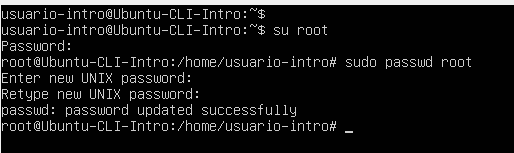 usuario-intro@Ubuntu-CLI-Intro:~$
usuario-intro@Ubuntu-CLI-Intro:~$ su root
Password:
root@Ubuntu-CLI-Intro:/home/usuario-intro# sudo passwd root
Enter new UNIX password:
Retype new UNIX password:
passwd: password updated successfully
root@Ubuntu-CLI-Intro:/home/usuario-intro# _